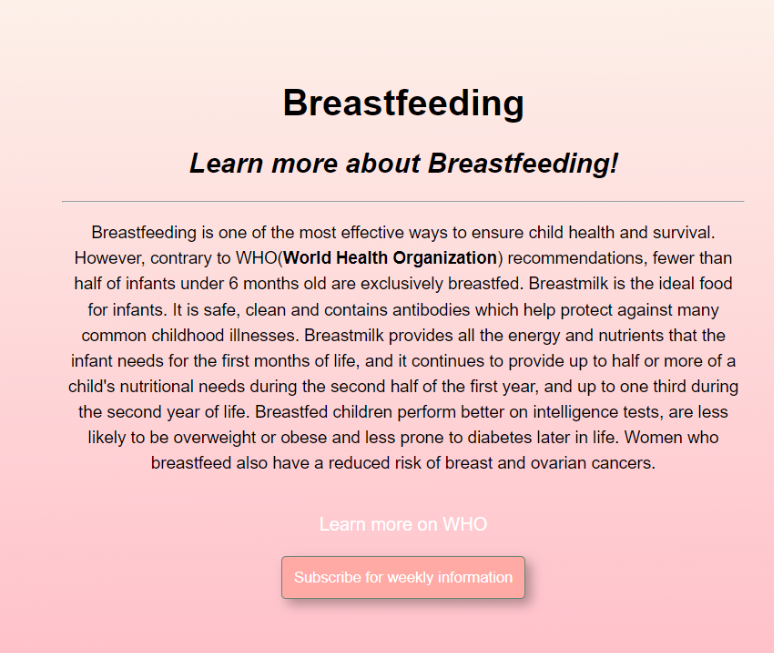 Breastfeeding
Learn more about Breastfeeding!
Breastfeeding is one of the most effective ways to ensure child health and survival.
However, contrary to WHO(World Health Organization) recommendations, fewer than
half of infants under 6 months old are exclusively breastfed. Breastmilk is the ideal food
for infants. It is safe, clean and contains antibodies which help protect against many
common childhood illnesses. Breastmilk provides all the energy and nutrients that the
infant needs for the first months of life, and it continues to provide up to half or more of a
child's nutritional needs during the second half of the first year, and up to one third during
the second year of life. Breastfed children perform better on intelligence tests, are less
likely to be overweight or obese and less prone to diabetes later in life. Women who
breastfeed also have a reduced risk of breast and ovarian cancers.
Learn more on WHO
Subscribe for weekly information